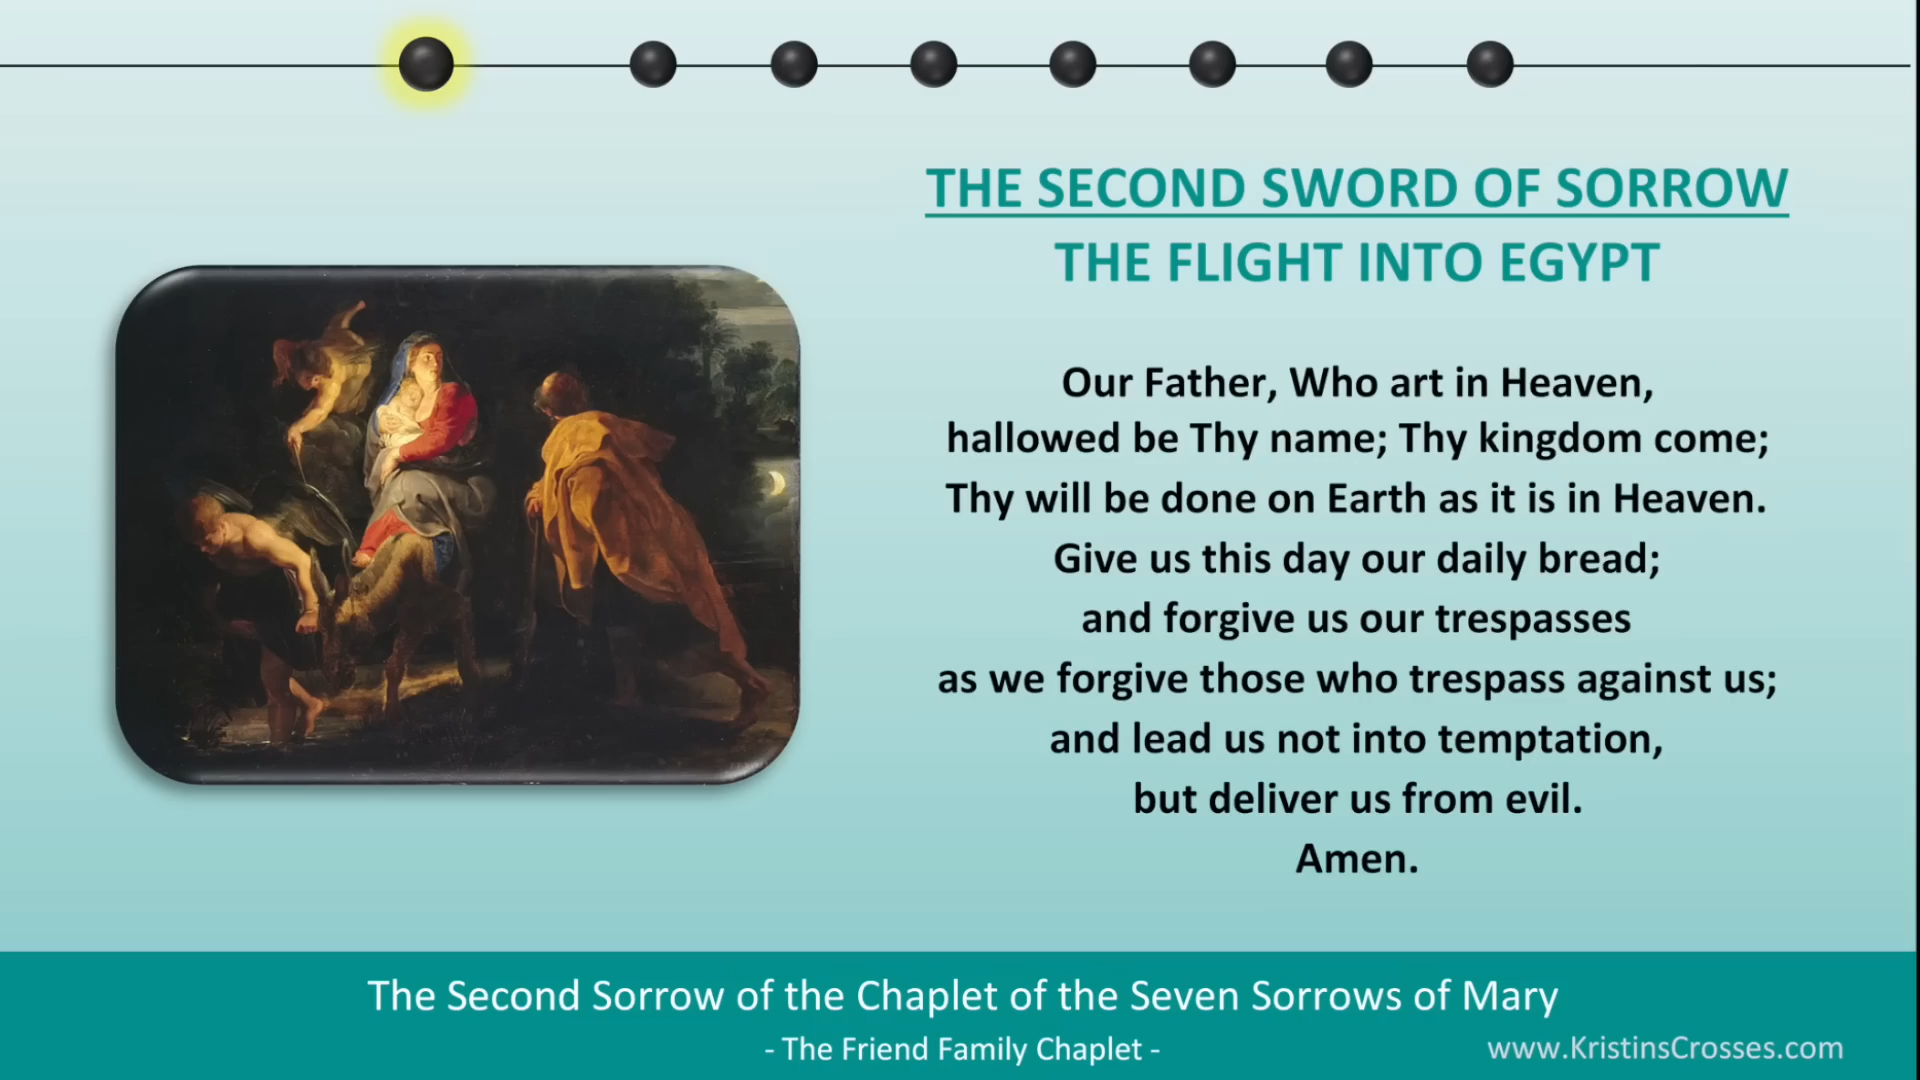 THE SECOND SWORD OF SORROW
THE FLIGHT INTO EGYPT
Our Father, Who art in Heaven,
hallowed be Thy name; Thy kingdom come;
Thy will be done on Earth as it is in Heaven.
Give us this day our daily bread;
and forgive us our trespasses
as we forgive those who trespass against us;
and lead us not into temptation,
but deliver us from evil.
Amen.
The Second Sorrow of the Chaplet of the Seven Sorrows of Mary
- The Friend Family Chaplet -
www.KristinsCrosses.com